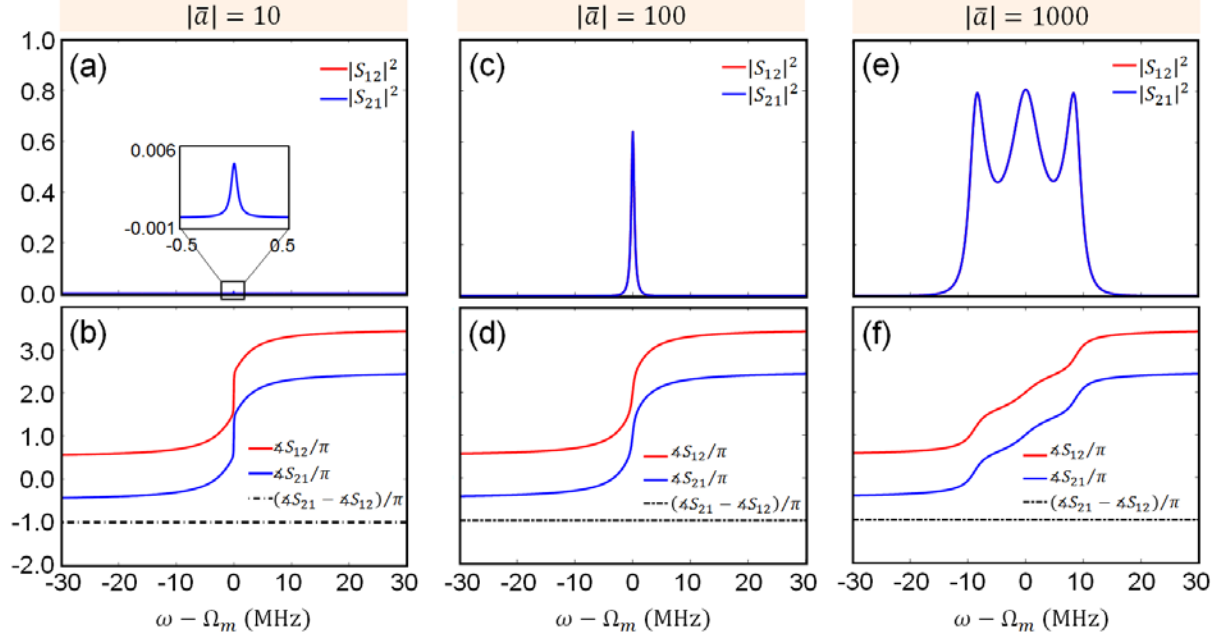 |a̅| = 10
|a̅| = 100
|a̅| = 1000
1.0
0.8
0.6
0.4
0.2
0.0
(a)
|S₁₂|²
|S₂₁|²
0.006
-0.001
-0.5 0.5
(c)
|S₁₂|²
|S₂₁|²
(e)
|S₁₂|²
|S₂₁|²
3.0
2.0
1.0
0.0
-1.0
-2.0
(b)
∡S₁₂/π
∡S₂₁/π
(∡S₂₁ − ∡S₁₂)/π
(d)
∡S₁₂/π
∡S₂₁/π
(∡S₂₁ − ∡S₁₂)/π
(f)
∡S₁₂/π
∡S₂₁/π
(∡S₂₁ − ∡S₁₂)/π
-30 -20 -10 0 10 20 30
-30 -20 -10 0 10 20 30
-30 -20 -10 0 10 20 30
ω − Ωₘ (MHz)
ω − Ωₘ (MHz)
ω − Ωₘ (MHz)